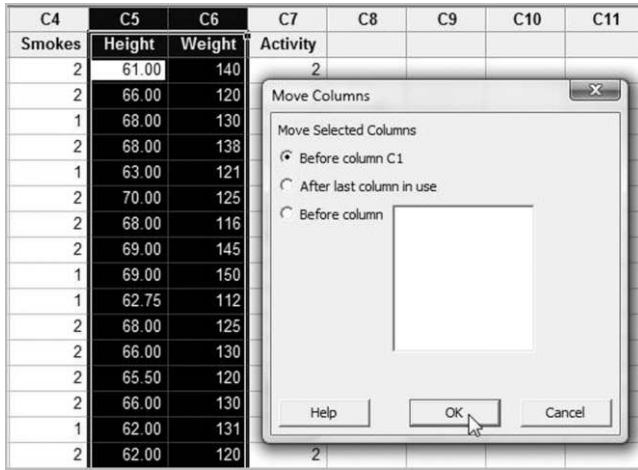 C4 C5 C6 C7 C8 C9 C10 C11
Smokes Height Weight Activity
2 61.00 140 2
2 66.00 120
1 68.00 130
2 68.00 138
1 63.00 121
2 70.00 125
2 68.00 116
2 69.00 145
1 69.00 150
1 62.75 112
2 68.00 125
2 66.00 130
2 65.50 120
2 66.00 130
1 62.00 131
2 62.00 120 2
Move Columns
Move Selected Columns
Before column C1
After last column in use
Before column
Help OK Cancel